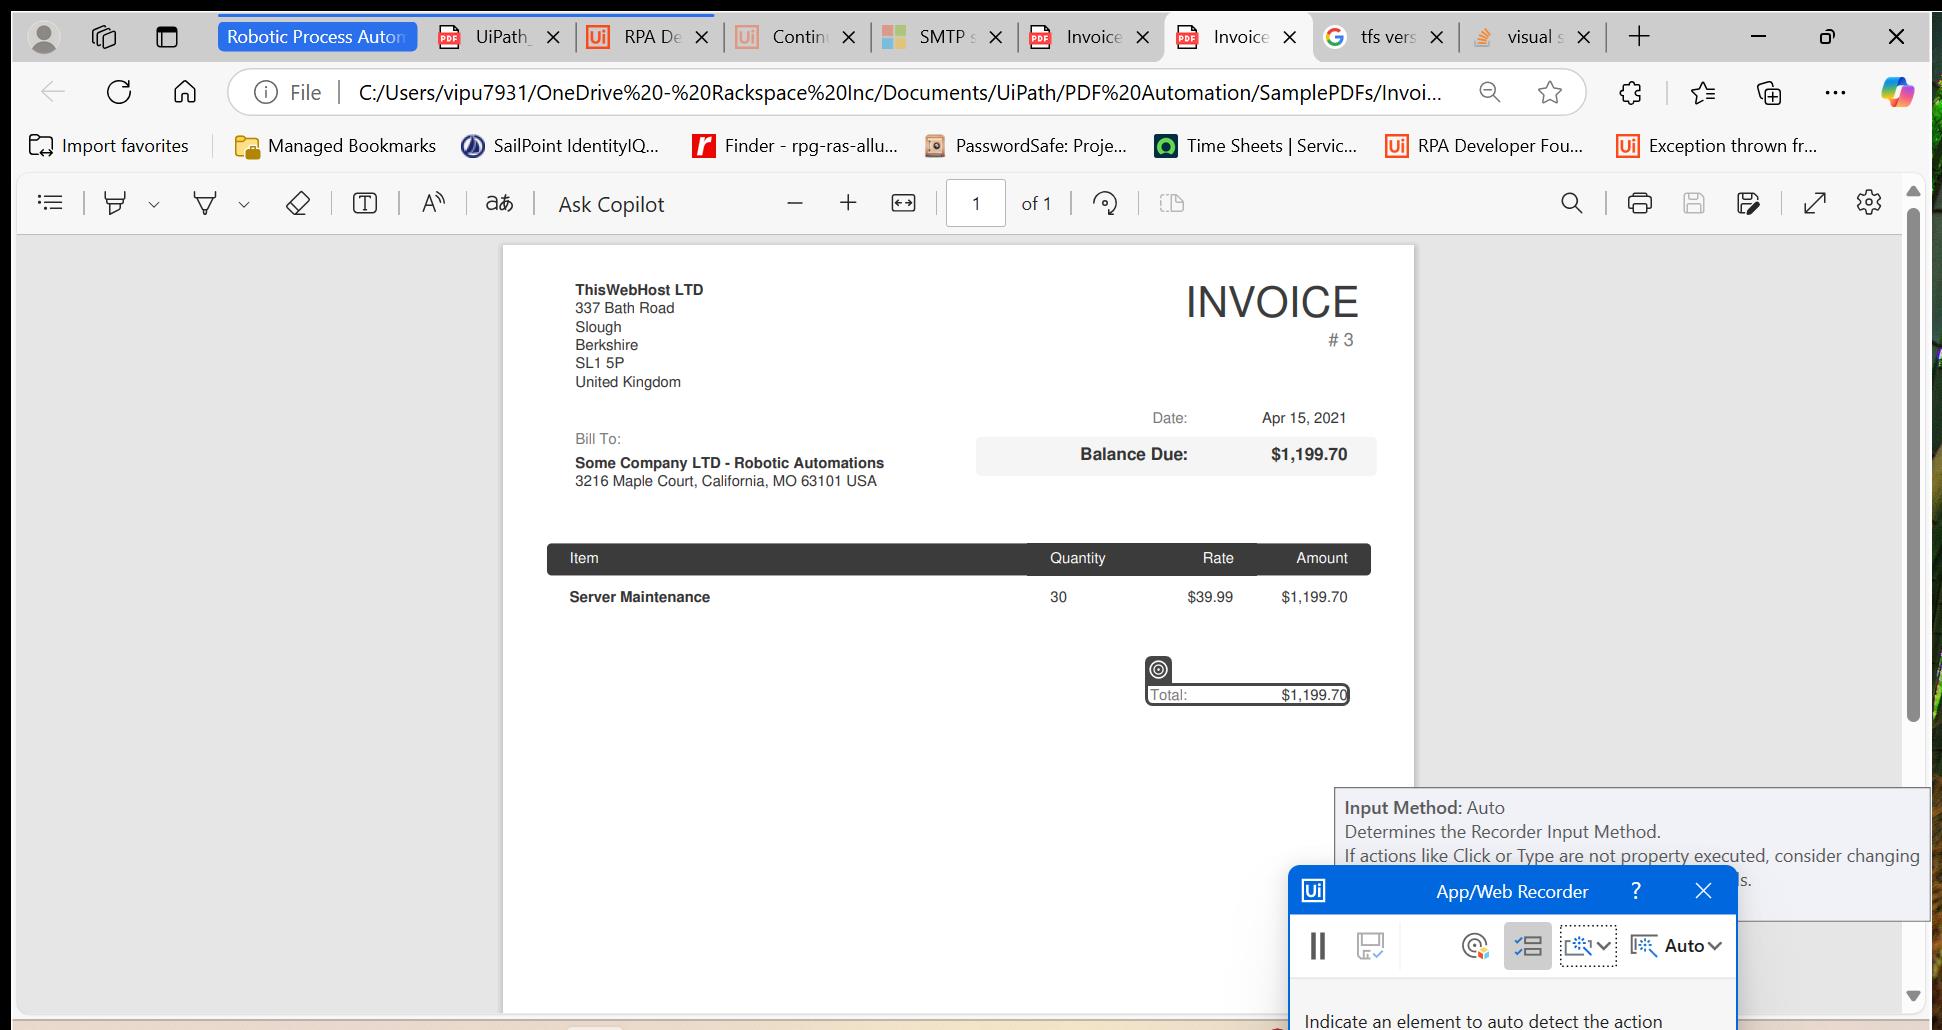 Robotic Process Auton
UiPath_
RPA De
Contin
SMTP s
Invoice
Invoice
tfs vers
visual s
File
C:/Users/vipu7931/OneDrive%20-%20Rackspace%20Inc/Documents/UiPath/PDF%20Automation/SamplePDFs/Invoi...
Import favorites
Managed Bookmarks
SailPoint IdentityIQ...
Finder - rpg-ras-allu...
PasswordSafe: Proje...
Time Sheets | Servic...
RPA Developer Fou...
Exception thrown fr...
Ask Copilot
1 of 1
ThisWebHost LTD
337 Bath Road
Slough
Berkshire
SL1 5P
United Kingdom
INVOICE
# 3
Date: Apr 15, 2021
Balance Due: $1,199.70
Bill To:
Some Company LTD - Robotic Automations
3216 Maple Court, California, MO 63101 USA
Item Quantity Rate Amount
Server Maintenance 30 $39.99 $1,199.70
Total: $1,199.70
Input Method: Auto
Determines the Recorder Input Method.
If actions like Click or Type are not property executed, consider changing
s.
Ui App/Web Recorder ?
Auto
Indicate an element to auto detect the action